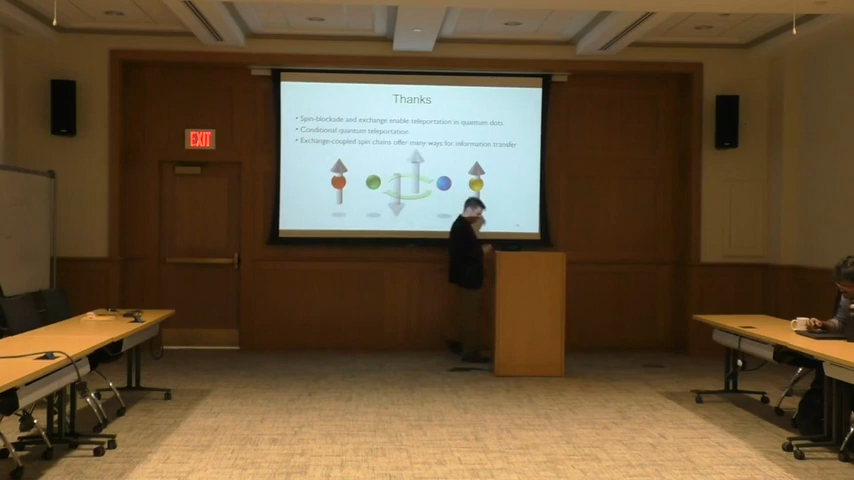 Thanks
• Spin-blockade and exchange enable teleportation in quantum dots
• Conditional quantum teleportation
• Exchange-coupled spin chains offer many ways for information transfer
EXIT